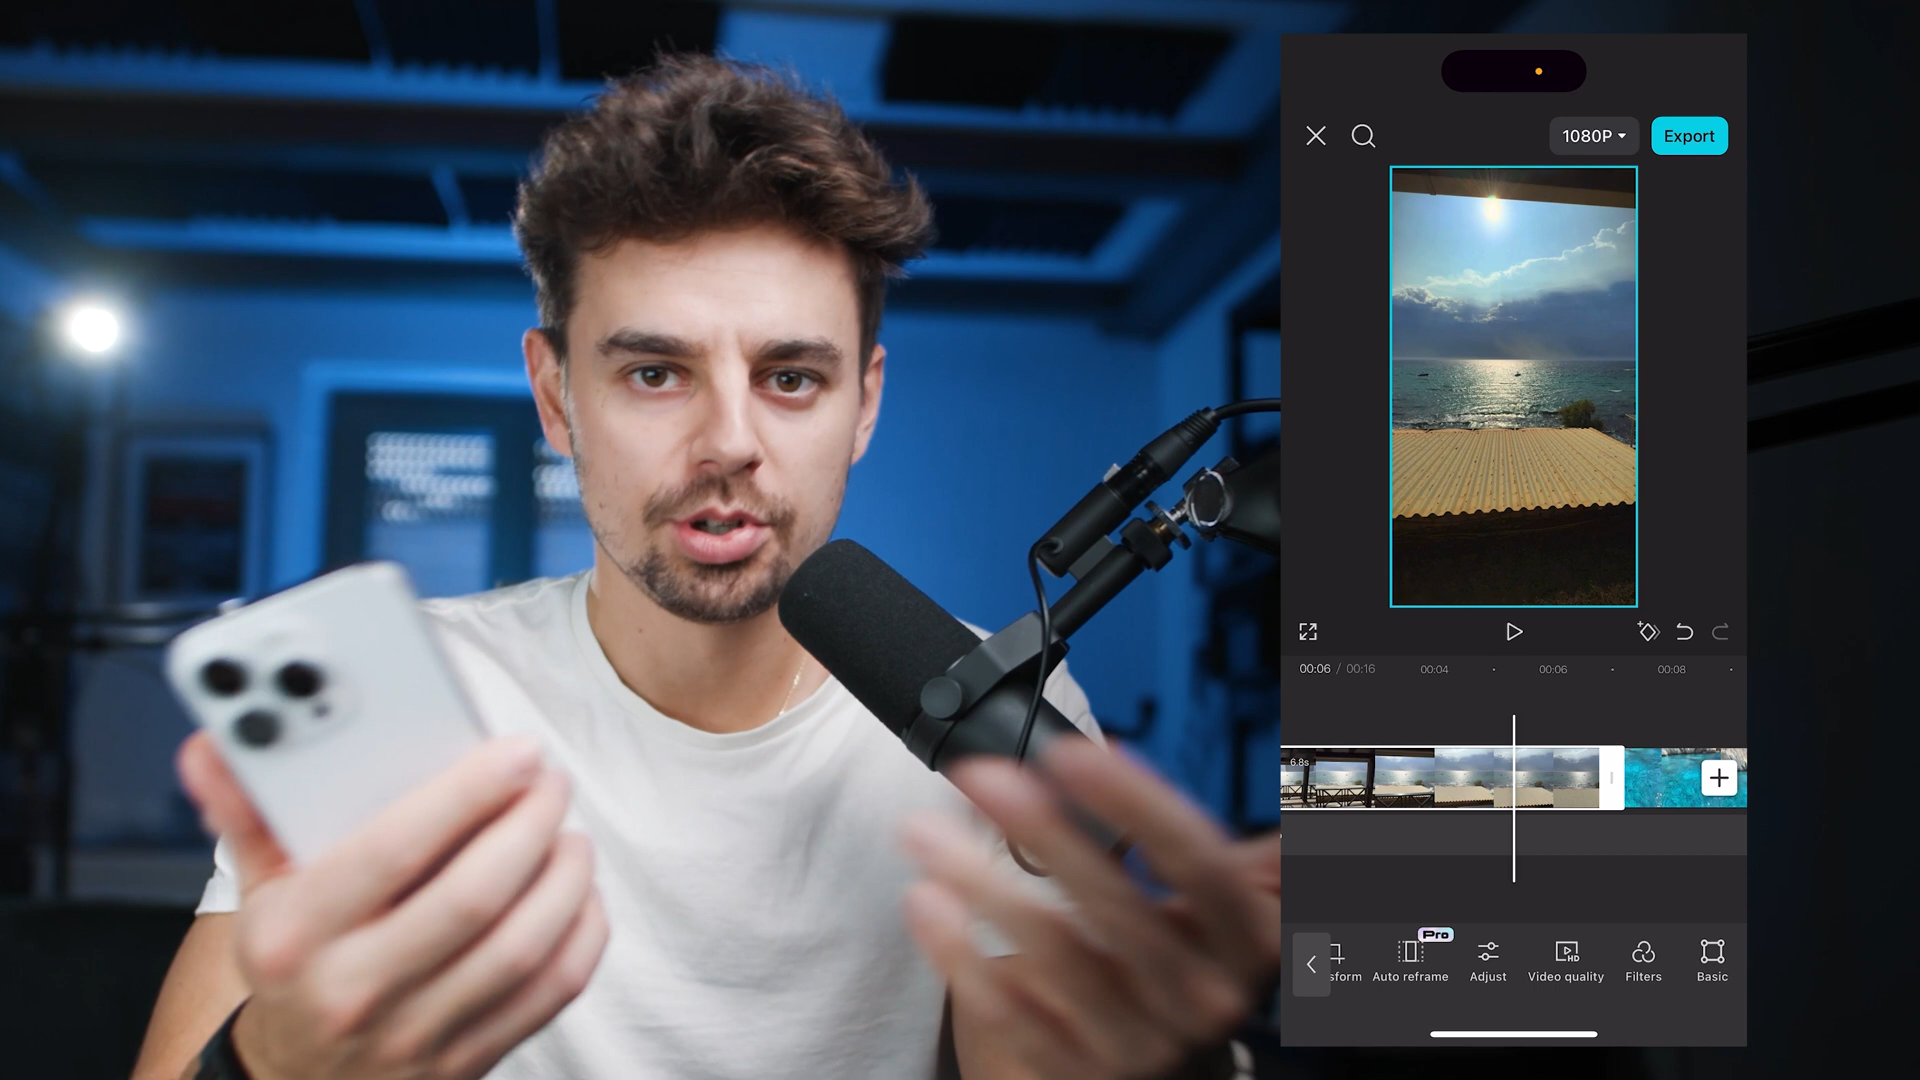 1080P Export
00:06 / 00:16 00:04 00:06 00:08
6.8s
Pro
sform Auto reframe Adjust Video quality Filters Basic
HD